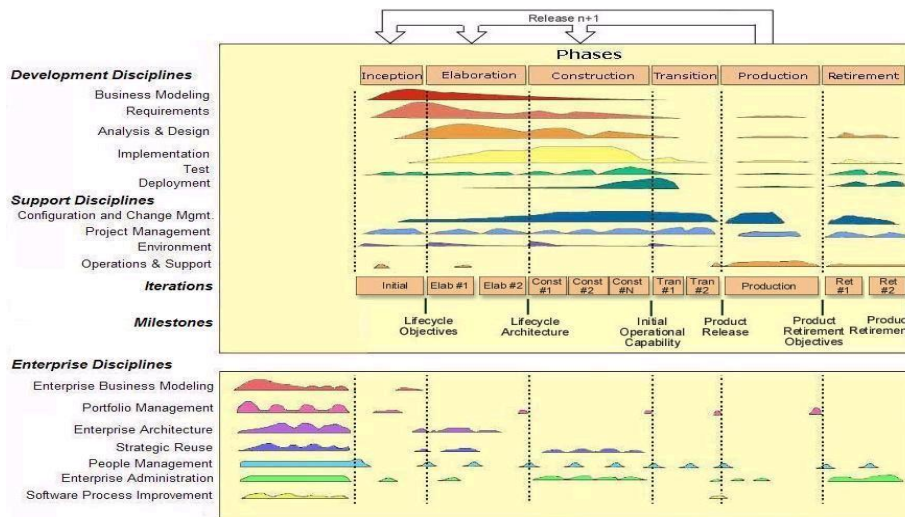 Release n+1
Phases
Development Disciplines
Inception Elaboration Construction Transition Production Retirement
Business Modeling
Requirements
Analysis & Design
Implementation
Test
Deployment
Support Disciplines
Configuration and Change Mgmt.
Project Management
Environment
Operations & Support
Iterations
Initial
Elab #1
Elab #2
Const #1
Const #2
Const #N
Tran #1
Tran #2
Production
Ret #1
Ret #2
Milestones
Lifecycle
Objectives
Lifecycle
Architecture
Initial
Operational
Capability
Product
Release
Product
Retirement
Objectives
Product
Retirement
Enterprise Disciplines
Enterprise Business Modeling
Portfolio Management
Enterprise Architecture
Strategic Reuse
People Management
Enterprise Administration
Software Process Improvement